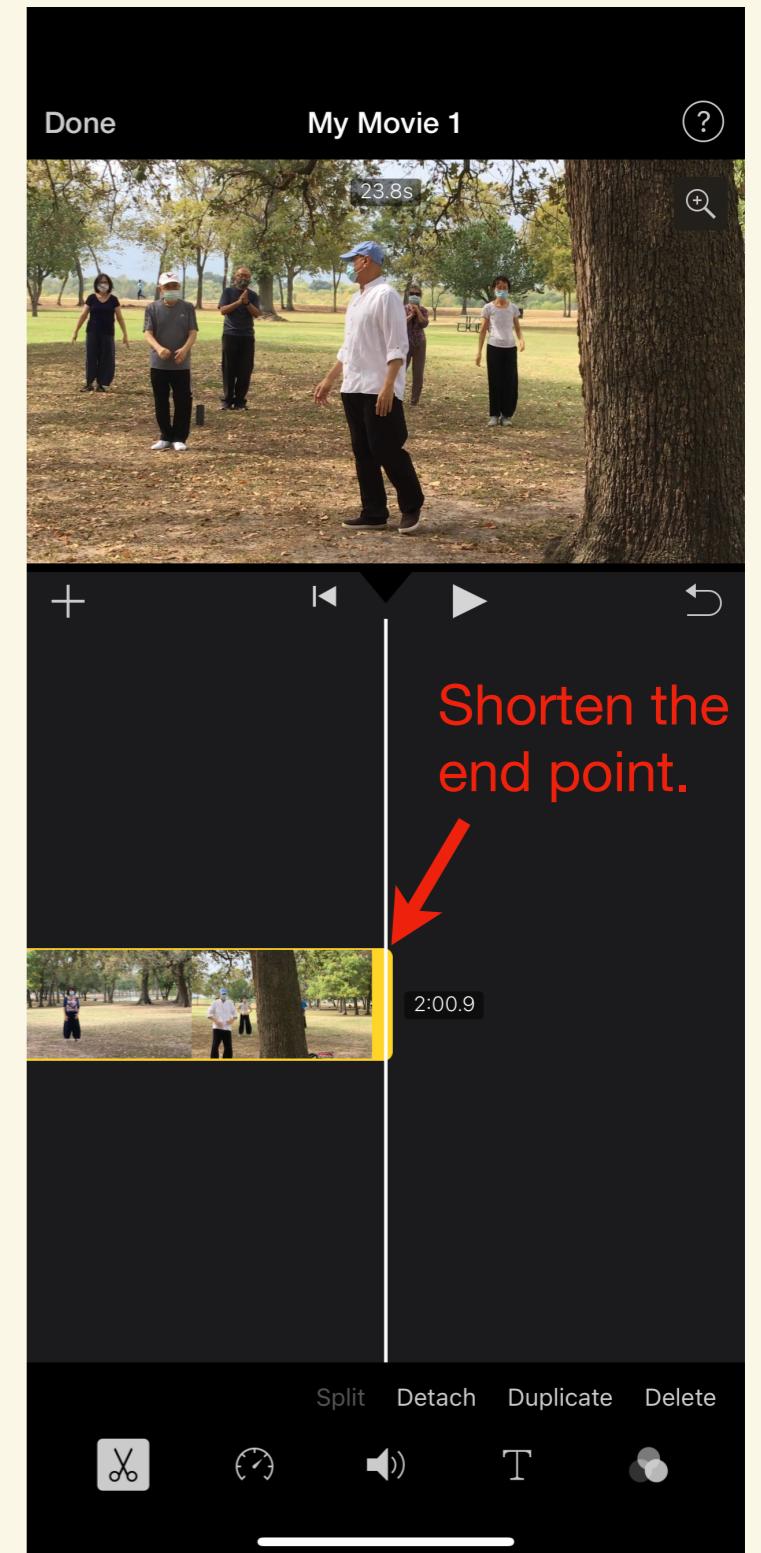 Done My Movie 1 ?
23.8s
Shorten the
end point.
2:00.9
Split Detach Duplicate Delete
T